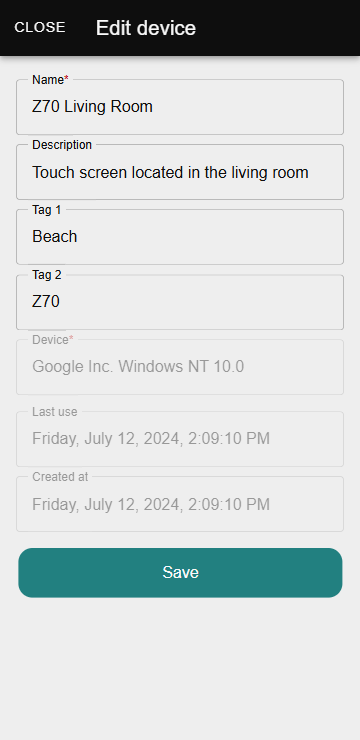 CLOSE Edit device
Name*
Z70 Living Room
Description
Touch screen located in the living room
Tag 1
Beach
Tag 2
Z70
Device*
Google Inc. Windows NT 10.0
Last use
Friday, July 12, 2024, 2:09:10 PM
Created at
Friday, July 12, 2024, 2:09:10 PM
Save